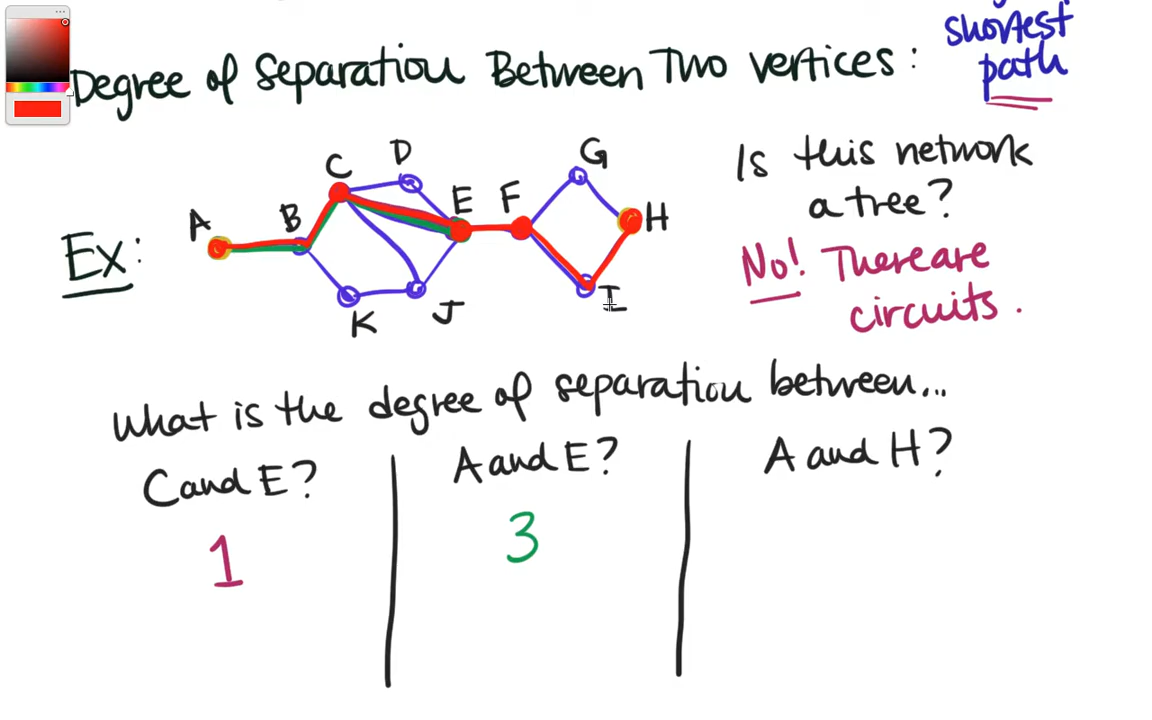 shortest
path
Degree of Separation Between Two vertices:
Ex:
A
B
C
D
E
F
G
H
I
J
K
Is this network
a tree?
No! There are
circuits.
What is the degree of separation between...
C and E?
1
A and E?
3
A and H?